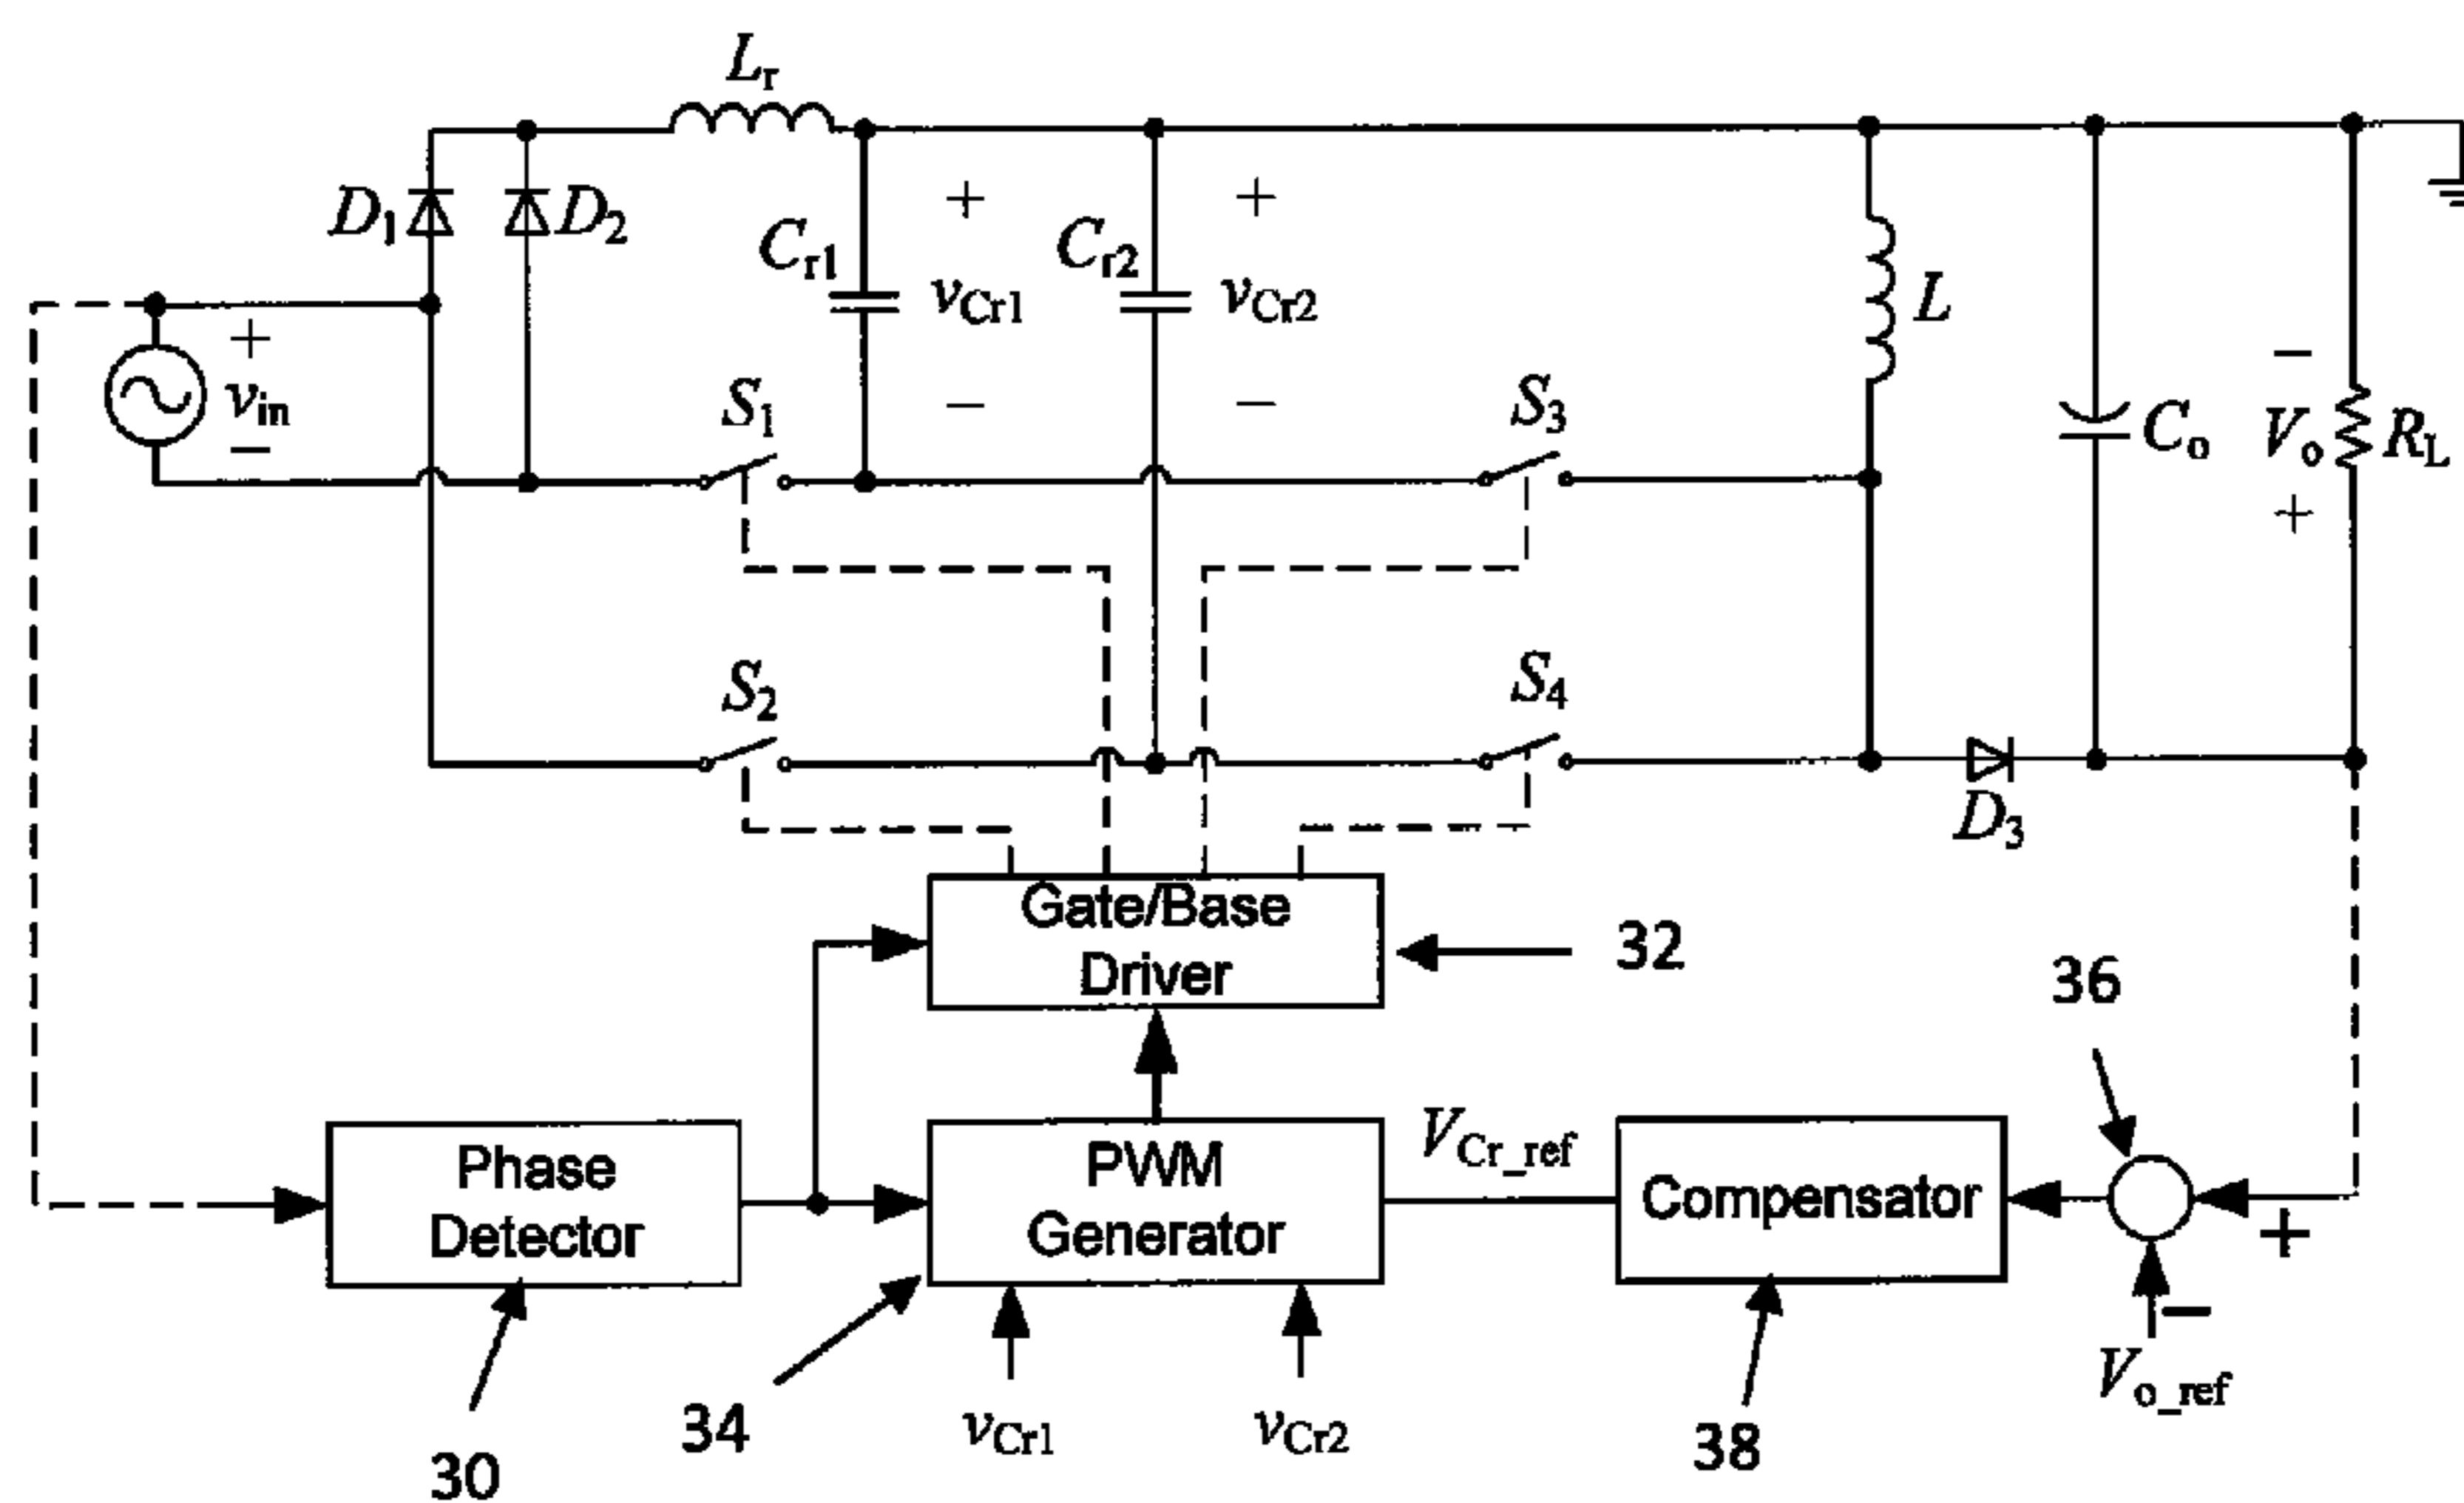 Lr
D1
D2
Cr1
+
vCr1
−
Cr2
+
vCr2
−
L
+
vin
−
S1
S3
Co
−
Vo
+
RL
S2
S4
D3
Gate/Base
Driver
32
36
Phase
Detector
PWM
Generator
VCr_ref
Compensator
+
−
Vo_ref
30
34
vCr1
vCr2
38